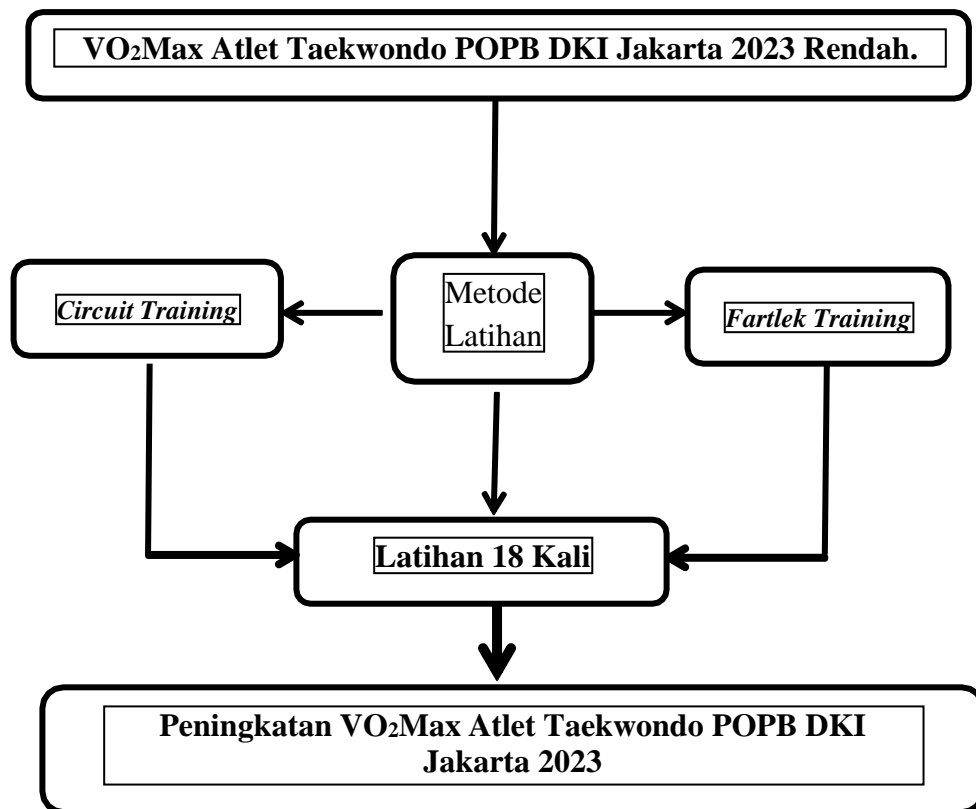 VO₂Max Atlet Taekwondo POPB DKI Jakarta 2023 Rendah.
Circuit Training
Metode
Latihan
Fartlek Training
Latihan 18 Kali
Peningkatan VO₂Max Atlet Taekwondo POPB DKI
Jakarta 2023